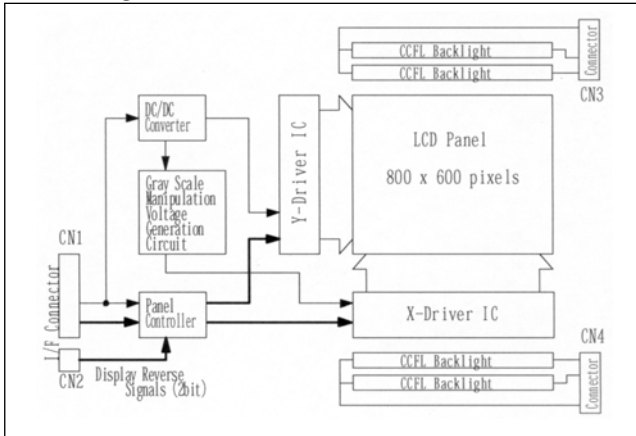 CCFL Backlight
CCFL Backlight
Connector
CN3
DC/DC
Converter
Y-Driver IC
LCD Panel
800 x 600 pixels
Gray Scale
Manipulation
Voltage
Generation
Circuit
CN1
I/F Connector
Panel
Controller
X-Driver IC
CN2
Display Reverse
Signals (2bit)
CN4
CCFL Backlight
CCFL Backlight
Connector